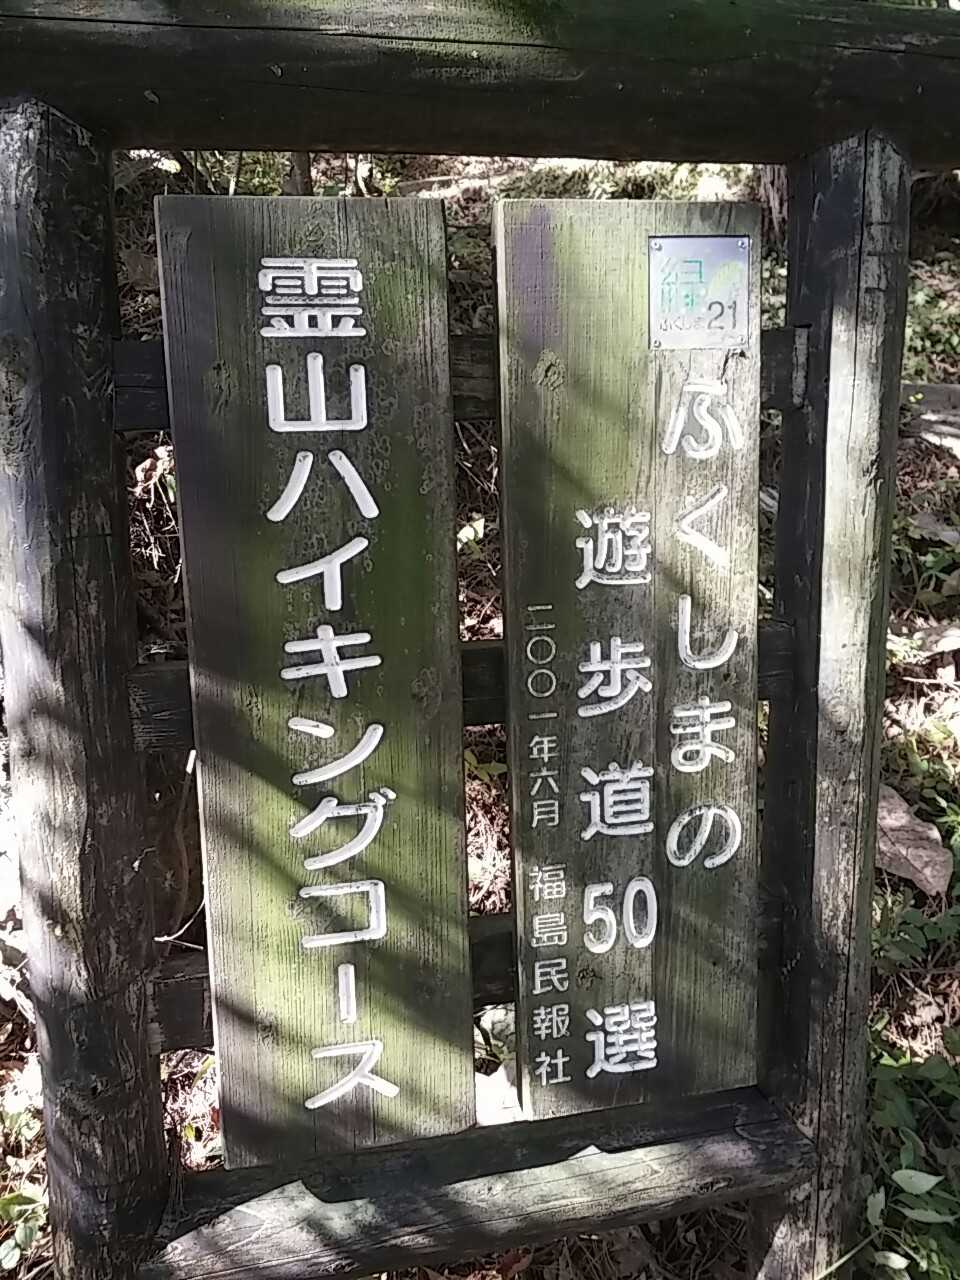 緑
ふくしま21
ふくしまの
遊歩道50選
二〇〇一年六月 福島民報社
霊山ハイキングコース